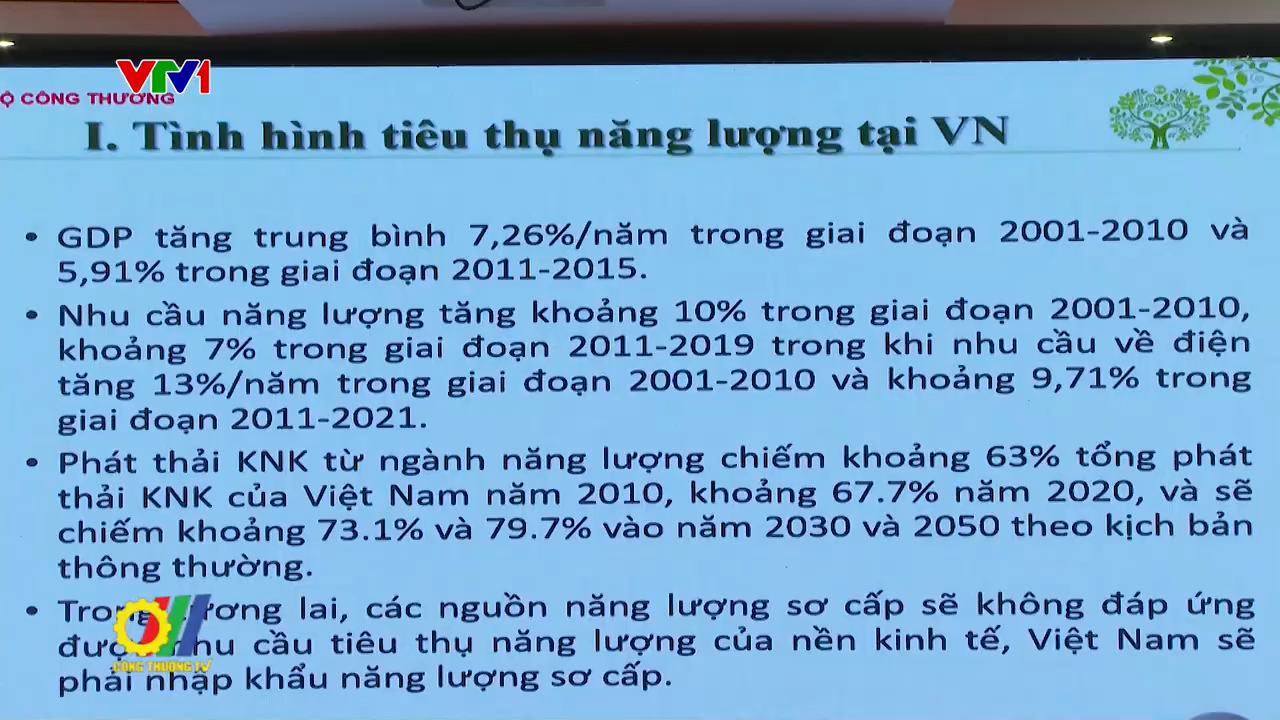 VTV1
Ộ CÔNG THƯƠNG
I. Tình hình tiêu thụ năng lượng tại VN
• GDP tăng trung bình 7,26%/năm trong giai đoạn 2001-2010 và
5,91% trong giai đoạn 2011-2015.
• Nhu cầu năng lượng tăng khoảng 10% trong giai đoạn 2001-2010,
khoảng 7% trong giai đoạn 2011-2019 trong khi nhu cầu về điện
tăng 13%/năm trong giai đoạn 2001-2010 và khoảng 9,71% trong
giai đoạn 2011-2021.
• Phát thải KNK từ ngành năng lượng chiếm khoảng 63% tổng phát
thải KNK của Việt Nam năm 2010, khoảng 67.7% năm 2020, và sẽ
chiếm khoảng 73.1% và 79.7% vào năm 2030 và 2050 theo kịch bản
thông thường.
• lai, các nguồn năng lượng sơ cấp sẽ không đáp ứng
cầu tiêu thụ năng lượng của nền kinh tế, Việt Nam sẽ
phải nhập khẩu năng lượng sơ cấp.
CÔNG THƯƠNG TV